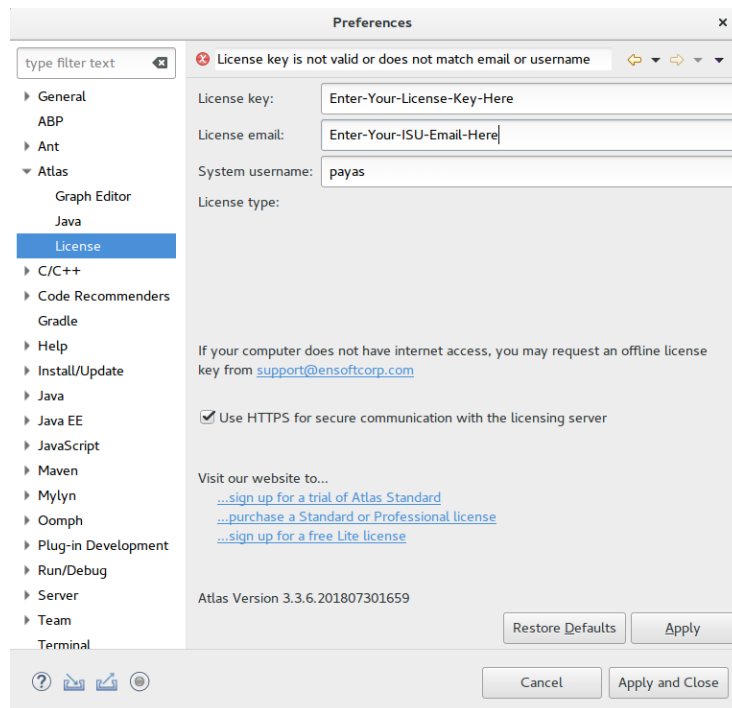 Preferences
type filter text
License key is not valid or does not match email or username
General
ABP
Ant
Atlas
Graph Editor
Java
License
C/C++
Code Recommenders
Gradle
Help
Install/Update
Java
Java EE
JavaScript
Maven
Mylyn
Oomph
Plug-in Development
Run/Debug
Server
Team
Terminal
License key: Enter-Your-License-Key-Here
License email: Enter-Your-ISU-Email-Here
System username: payas
License type:
If your computer does not have internet access, you may request an offline license
key from support@ensoftcorp.com
Use HTTPS for secure communication with the licensing server
Visit our website to...
...sign up for a trial of Atlas Standard
...purchase a Standard or Professional license
...sign up for a free Lite license
Atlas Version 3.3.6.201807301659
Restore Defaults Apply
Cancel Apply and Close